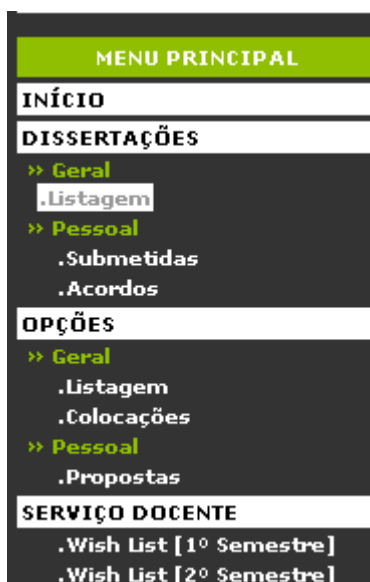 MENU PRINCIPAL
INÍCIO
DISSERTAÇÕES
» Geral
.Listagem
» Pessoal
.Submetidas
.Acordos
OPÇÕES
» Geral
.Listagem
.Colocações
» Pessoal
.Propostas
SERVIÇO DOCENTE
.Wish List [1º Semestre]
.Wish List [2º Semestre]